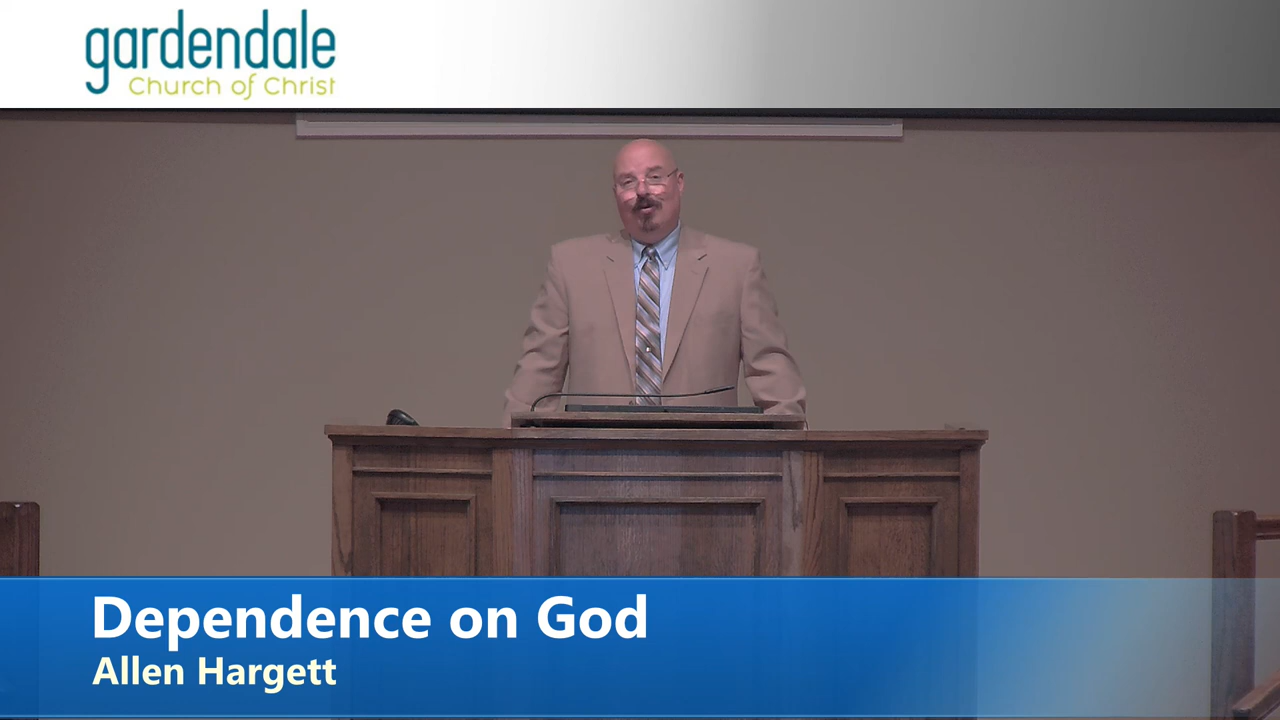 gardendale
Church of Christ
Dependence on God
Allen Hargett